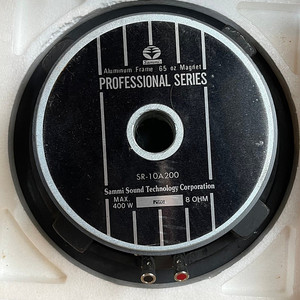 Sammi
Aluminum Frame 65 oz Magnet
PROFESSIONAL SERIES
SR-10A200
Sammi Sound Technology Corporation
MAX.
400 W
8 OHM